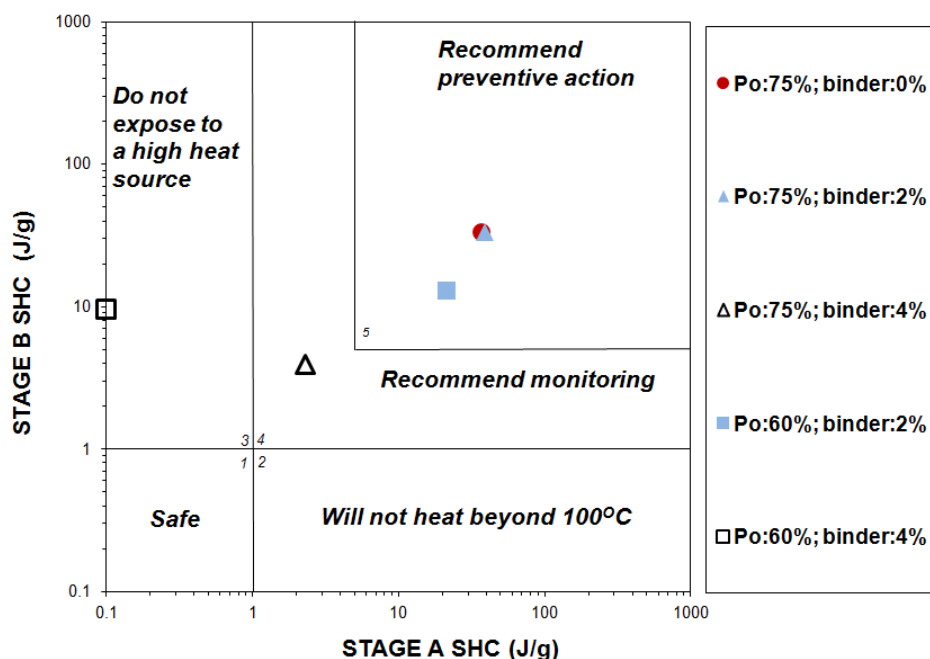 1000
100
10
1
0.1
STAGE B SHC (J/g)
Do not
expose to
a high heat
source
Recommend
preventive action
5
Recommend monitoring
3 4
1 2
Safe
Will not heat beyond 100ᴼC
0.1 1 10 100 1000
STAGE A SHC (J/g)
Po:75%; binder:0%
Po:75%; binder:2%
Po:75%; binder:4%
Po:60%; binder:2%
Po:60%; binder:4%